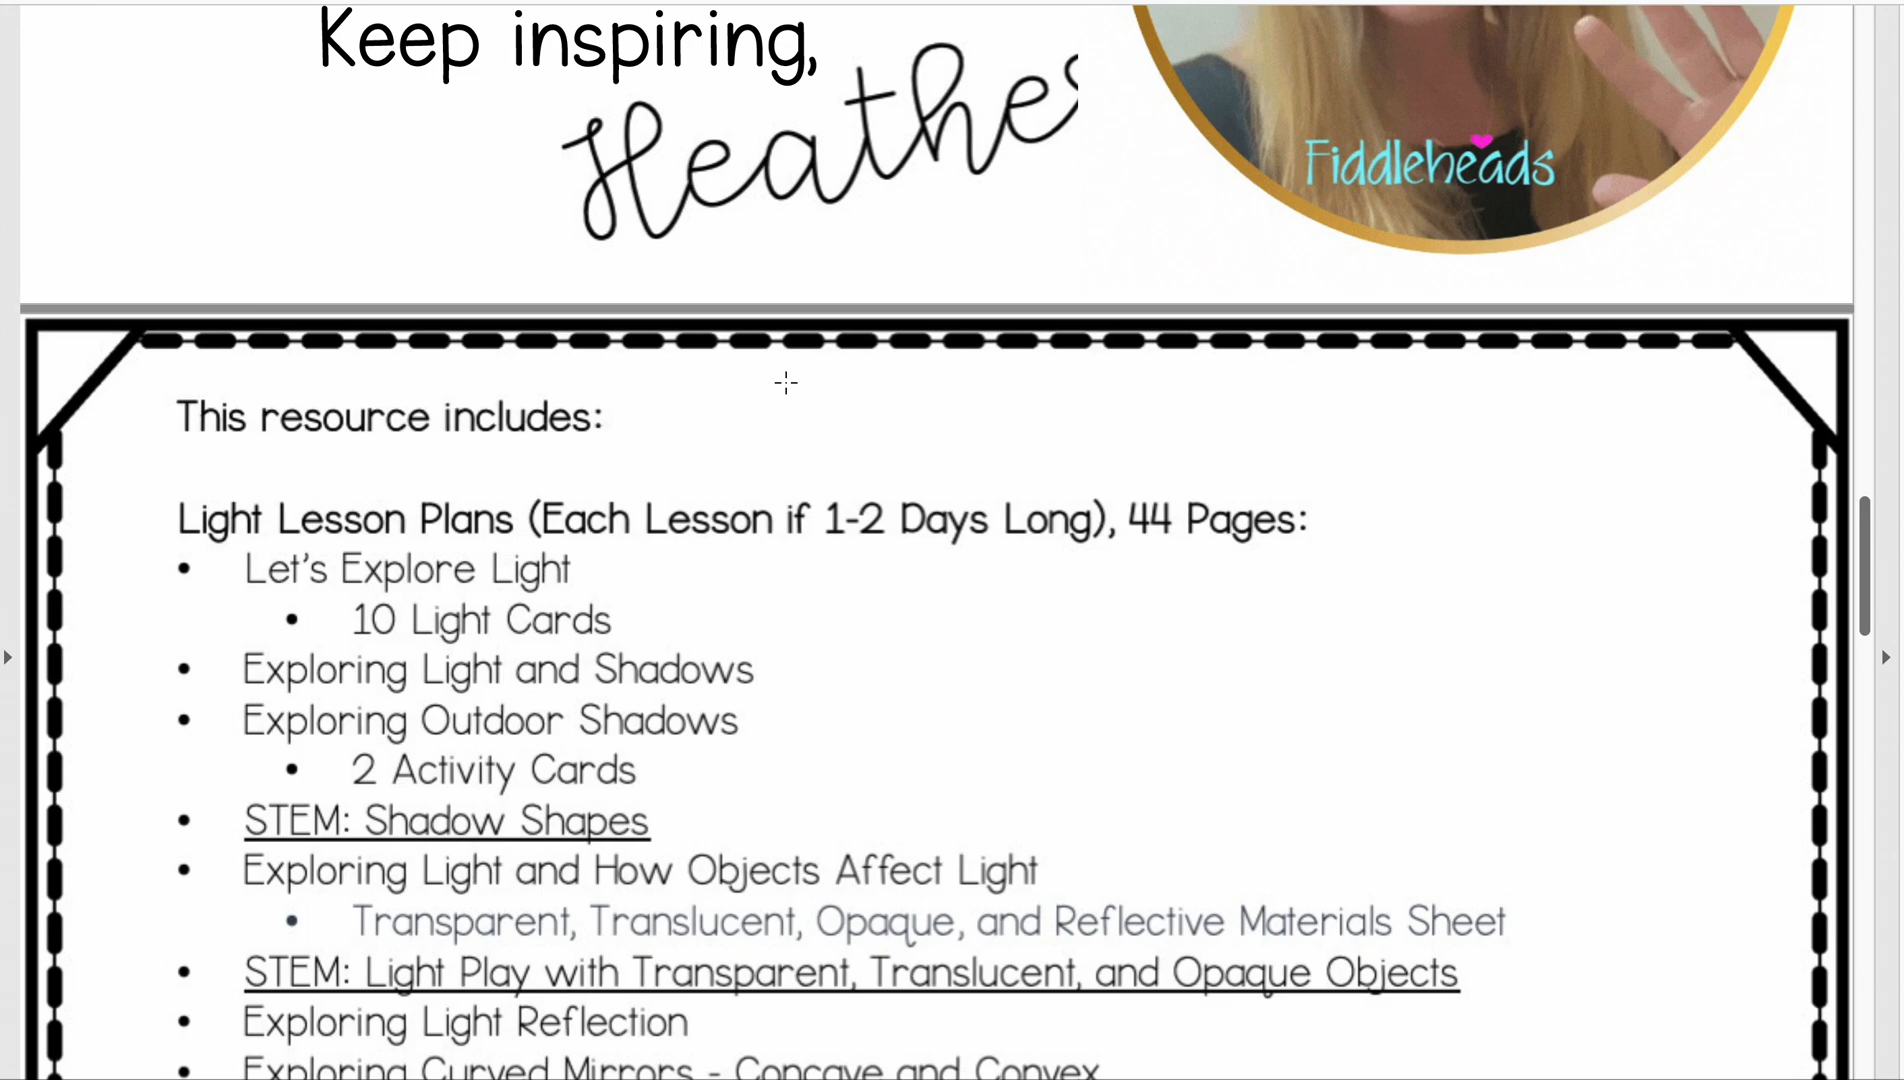 Keep inspiring,
Heather
Fiddleheads
This resource includes:
Light Lesson Plans (Each Lesson if 1-2 Days Long), 44 Pages:
• Let's Explore Light
• 10 Light Cards
• Exploring Light and Shadows
• Exploring Outdoor Shadows
• 2 Activity Cards
• STEM: Shadow Shapes
• Exploring Light and How Objects Affect Light
• Transparent, Translucent, Opaque, and Reflective Materials Sheet
• STEM: Light Play with Transparent, Translucent, and Opaque Objects
• Exploring Light Reflection
• Exploring Curved Mirrors - Concave and Convex